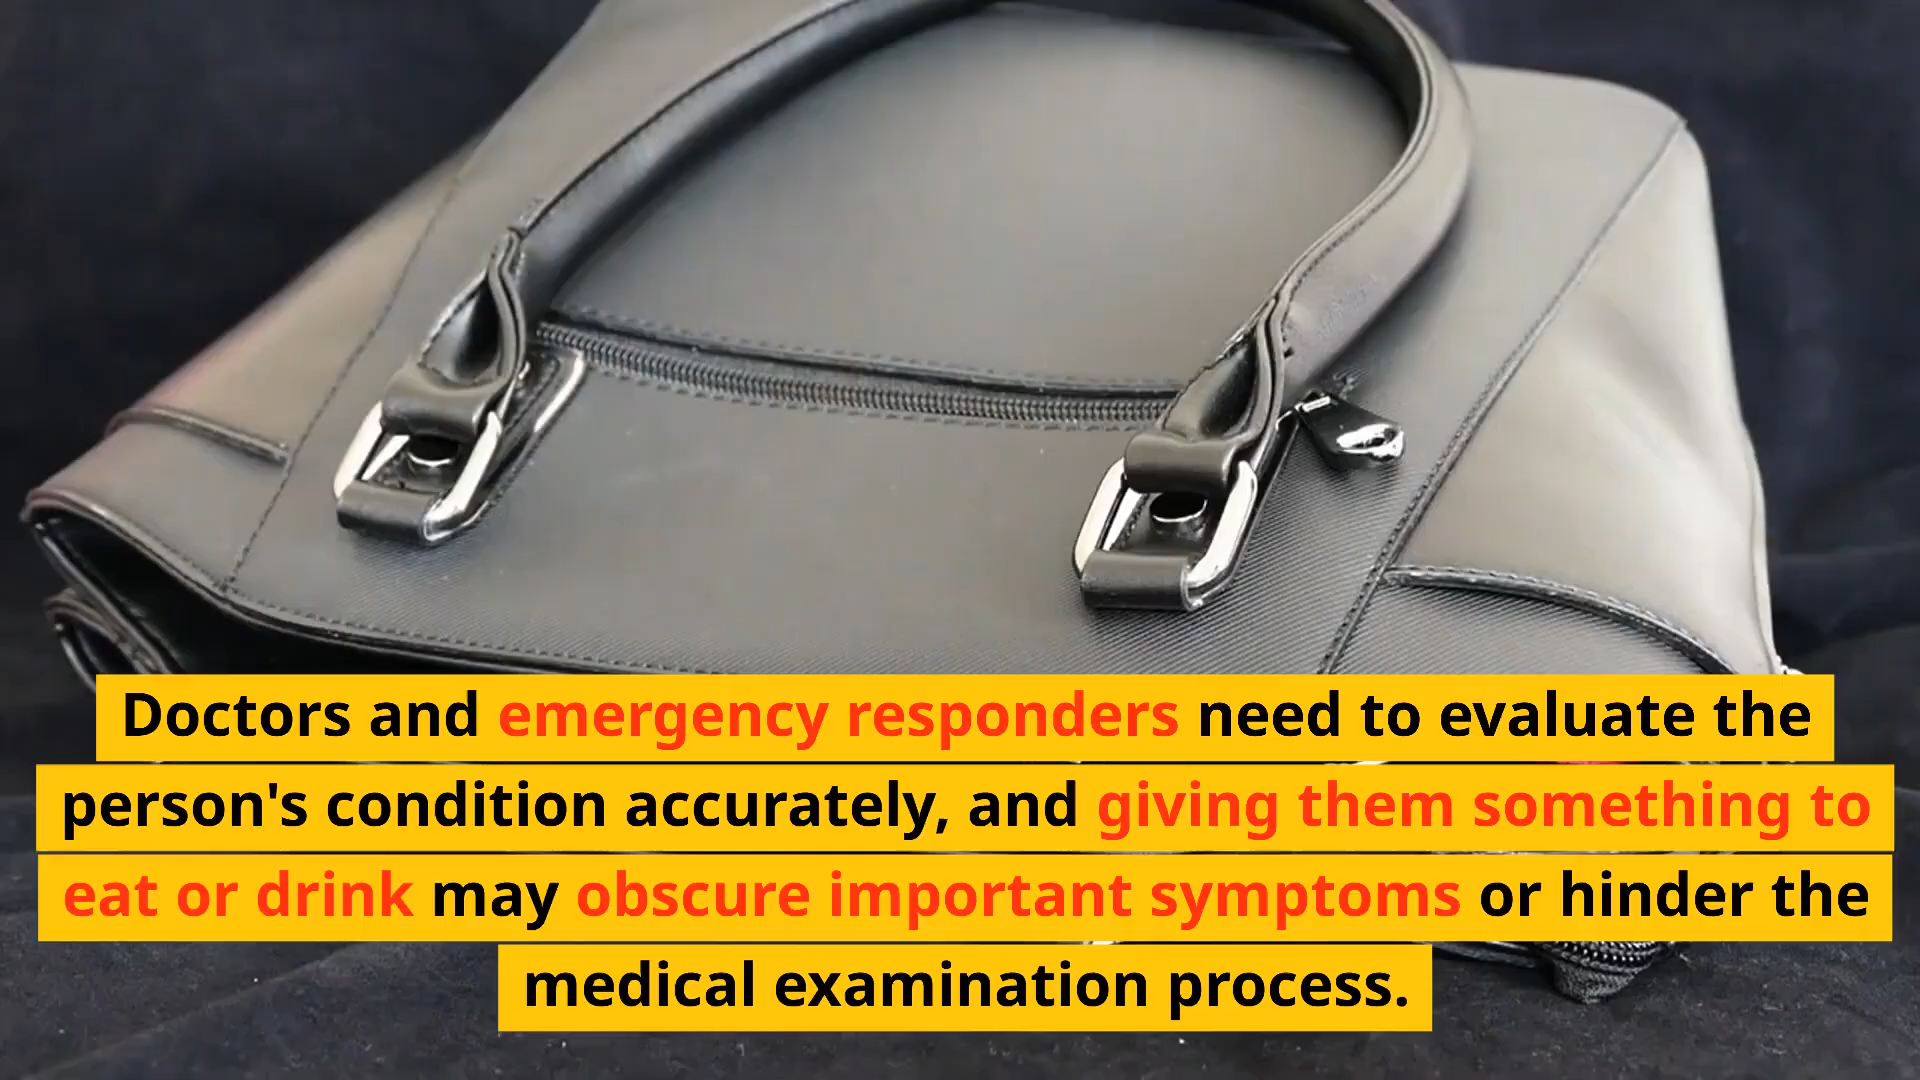 Doctors and emergency responders need to evaluate the
person's condition accurately, and giving them something to
eat or drink may obscure important symptoms or hinder the
medical examination process.